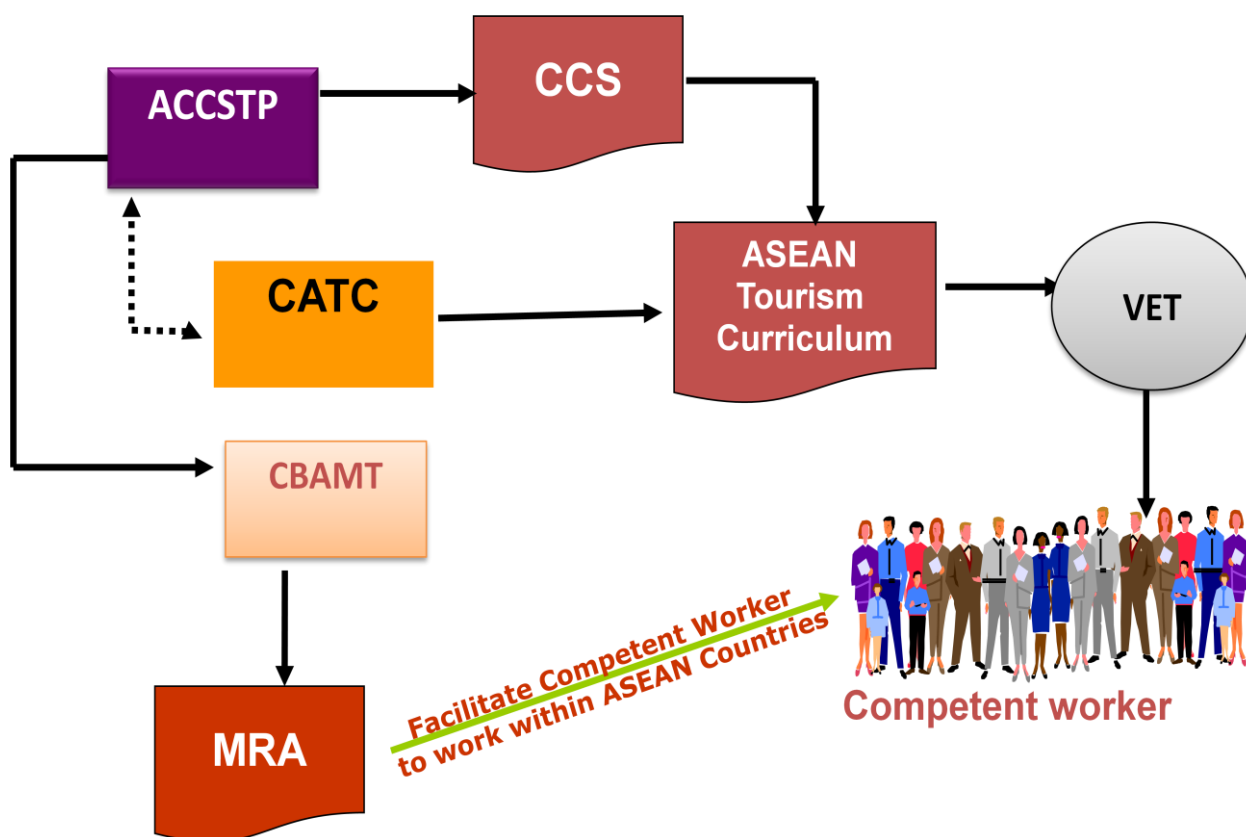 ACCSTP
CCS
CATC
ASEAN
Tourism
Curriculum
VET
CBAMT
MRA
Facilitate Competent Worker
to work within ASEAN Countries
Competent worker